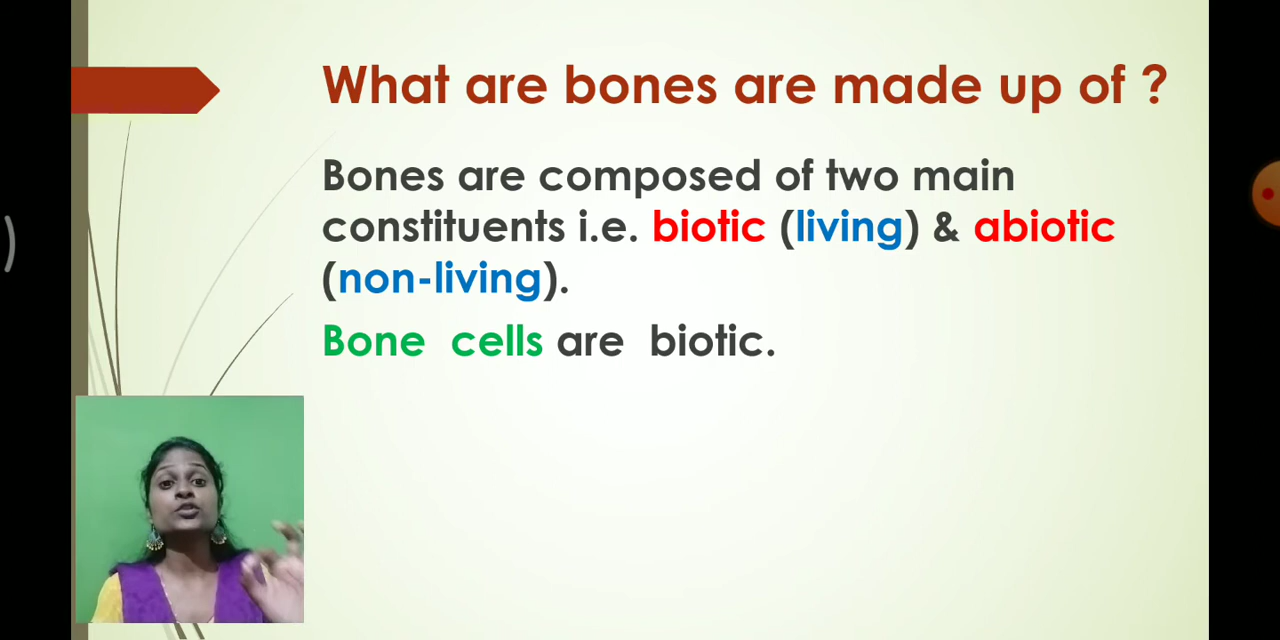 What are bones are made up of ?
Bones are composed of two main
constituents i.e. biotic (living) & abiotic
(non-living).
Bone cells are biotic.